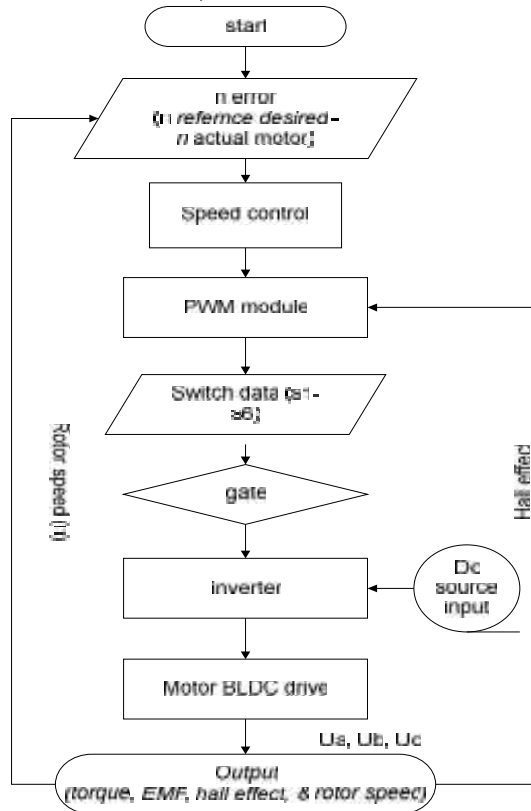 start
n error
(n refernce desired -
n actual motor)
Speed control
PWM module
Switch data (s1-
s6)
gate
inverter
Dc
source
input
Motor BLDC drive
Ua, Ub, Uc
Output
(torque, EMF, hall effect, & rotor speed)
Rotor speed (n)
Hall effect